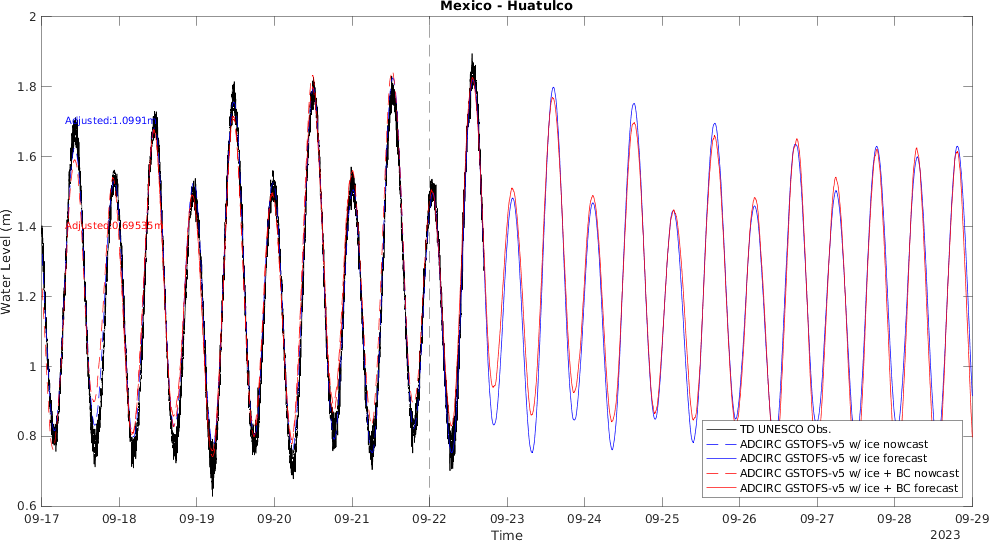 Mexico - Huatulco
Water Level (m)
2
1.8
1.6
1.4
1.2
1
0.8
0.6
Adjusted:1.0991m
Adjusted:0.69535m
TD UNESCO Obs.
ADCIRC GSTOFS-v5 w/ ice nowcast
ADCIRC GSTOFS-v5 w/ ice forecast
ADCIRC GSTOFS-v5 w/ ice + BC nowcast
ADCIRC GSTOFS-v5 w/ ice + BC forecast
09-17 09-18 09-19 09-20 09-21 09-22 09-23 09-24 09-25 09-26 09-27 09-28 09-29
Time
2023